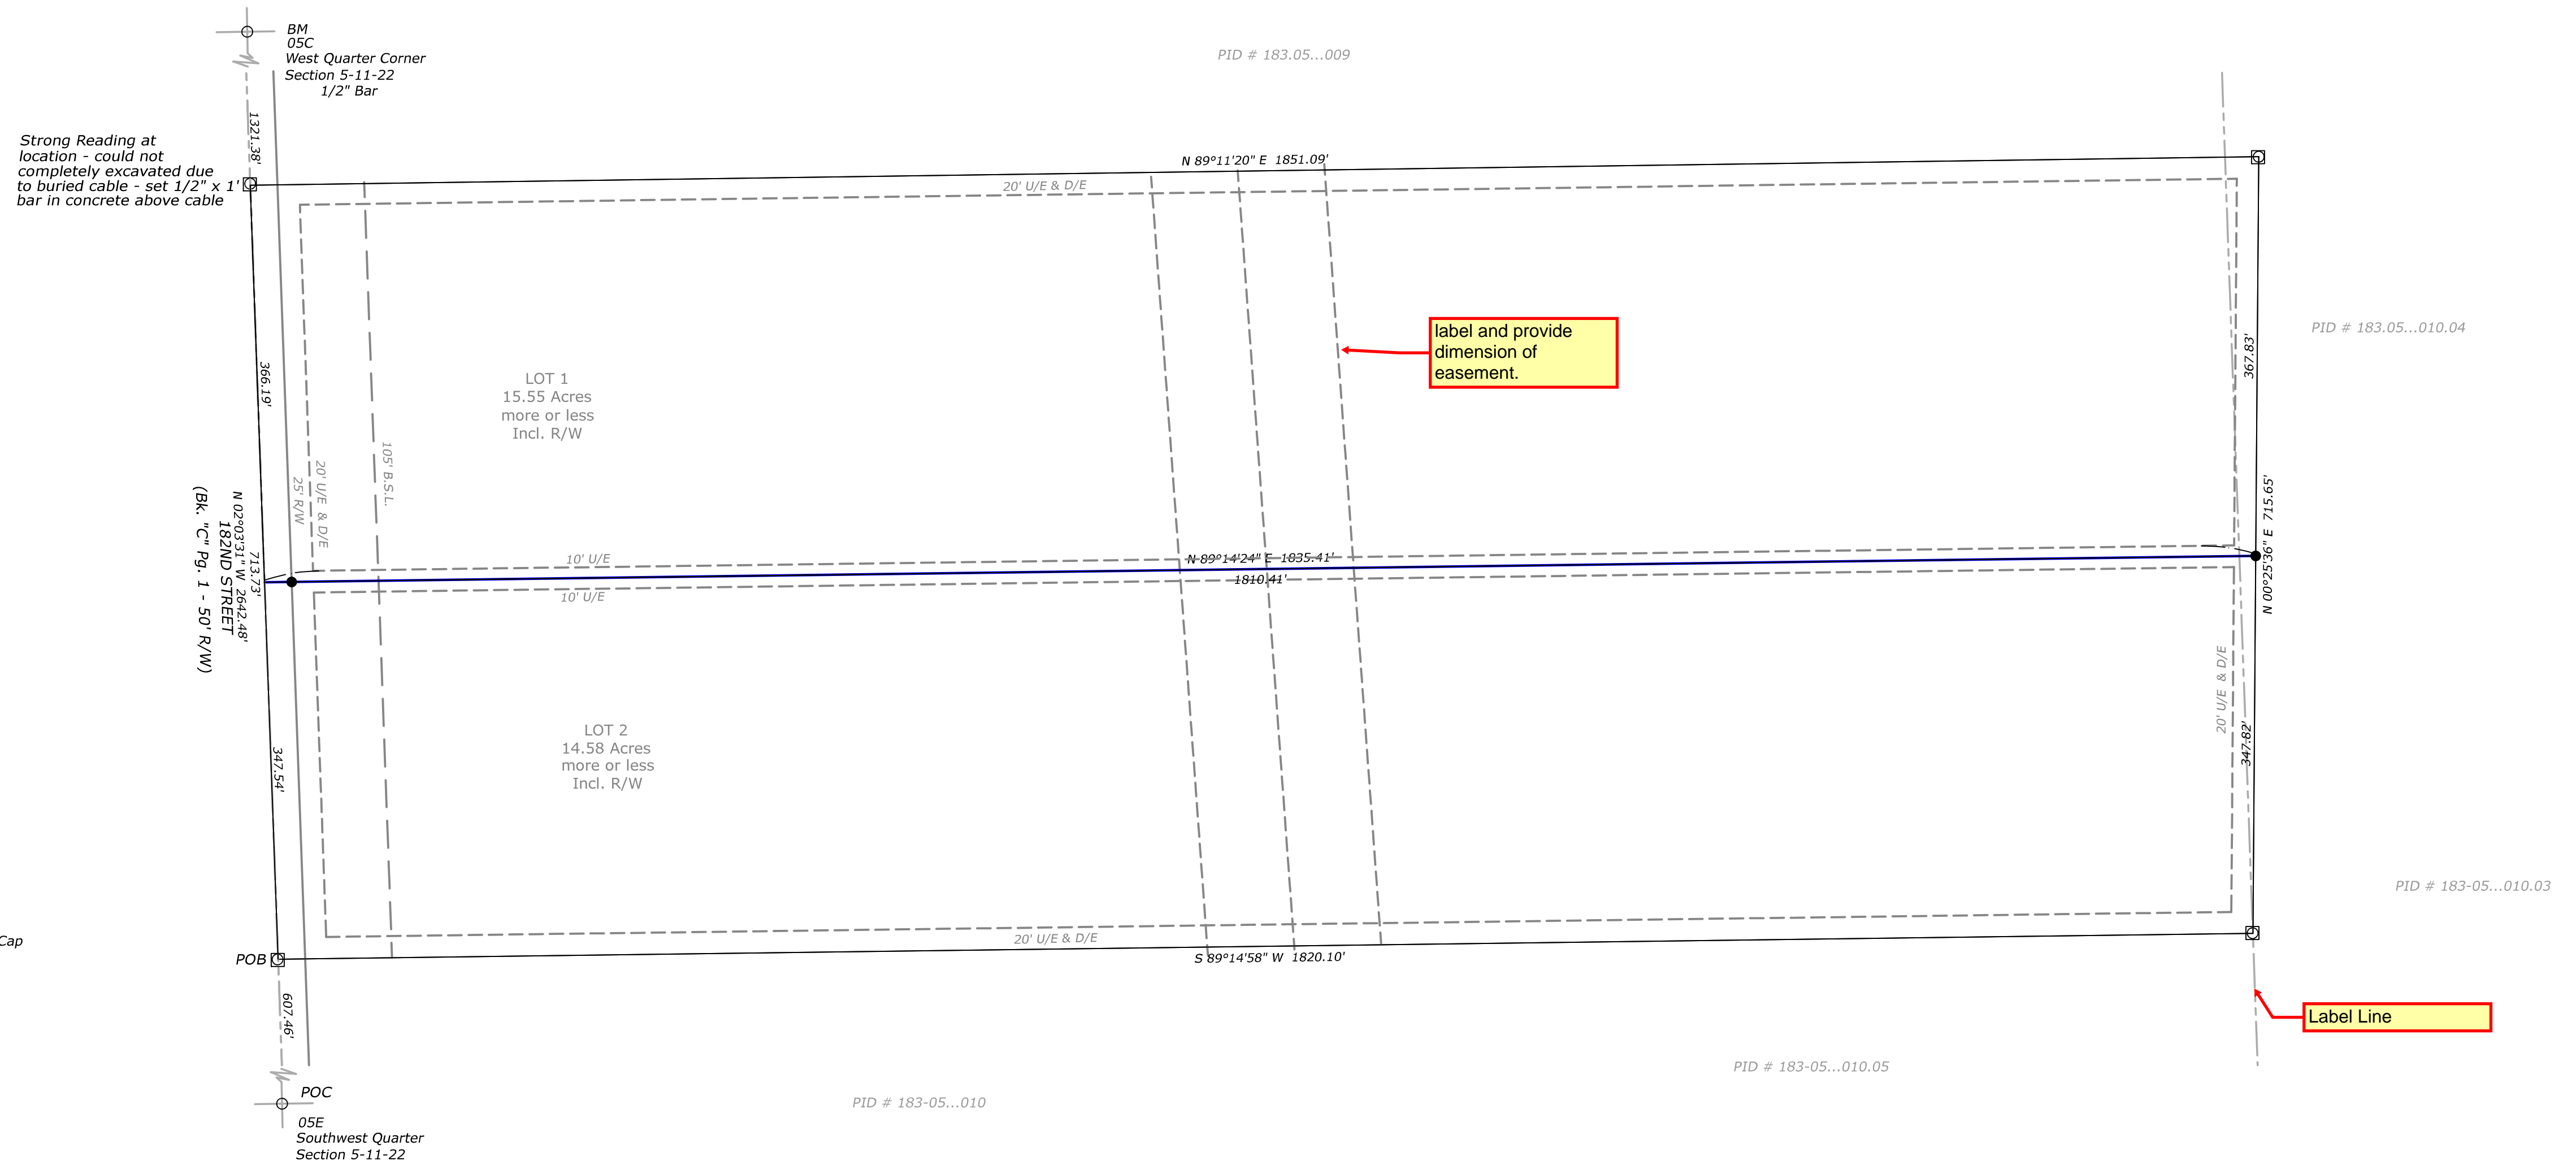 BM
05C
West Quarter Corner
Section 5-11-22
1/2" Bar
PID # 183.05...009
1321.38'
Strong Reading at
location - could not
completely excavated due
to buried cable - set 1/2" x 1'
bar in concrete above cable
N 89°11'20" E  1851.09'
20' U/E & D/E
label and provide
dimension of
easement.
PID # 183.05...010.04
367.83'
366.19'
LOT 1
15.55 Acres
more or less
Incl. R/W
105' B.S.L.
20' U/E & D/E
25' R/W
N 02°03'31" W  2642.48'
182ND STREET
(Bk. "C" Pg. 1 - 50' R/W)
713.73'
10' U/E
N 89°14'24" E  1835.41'
1810.41'
10' U/E
N 00°25'36" E  715.65'
20' U/E & D/E
347.82'
347.54'
LOT 2
14.58 Acres
more or less
Incl. R/W
PID # 183-05...010.03
Cap
20' U/E & D/E
POB
S 89°14'58" W  1820.10'
607.46'
Label Line
PID # 183-05...010.05
POC
PID # 183-05...010
05E
Southwest Quarter
Section 5-11-22